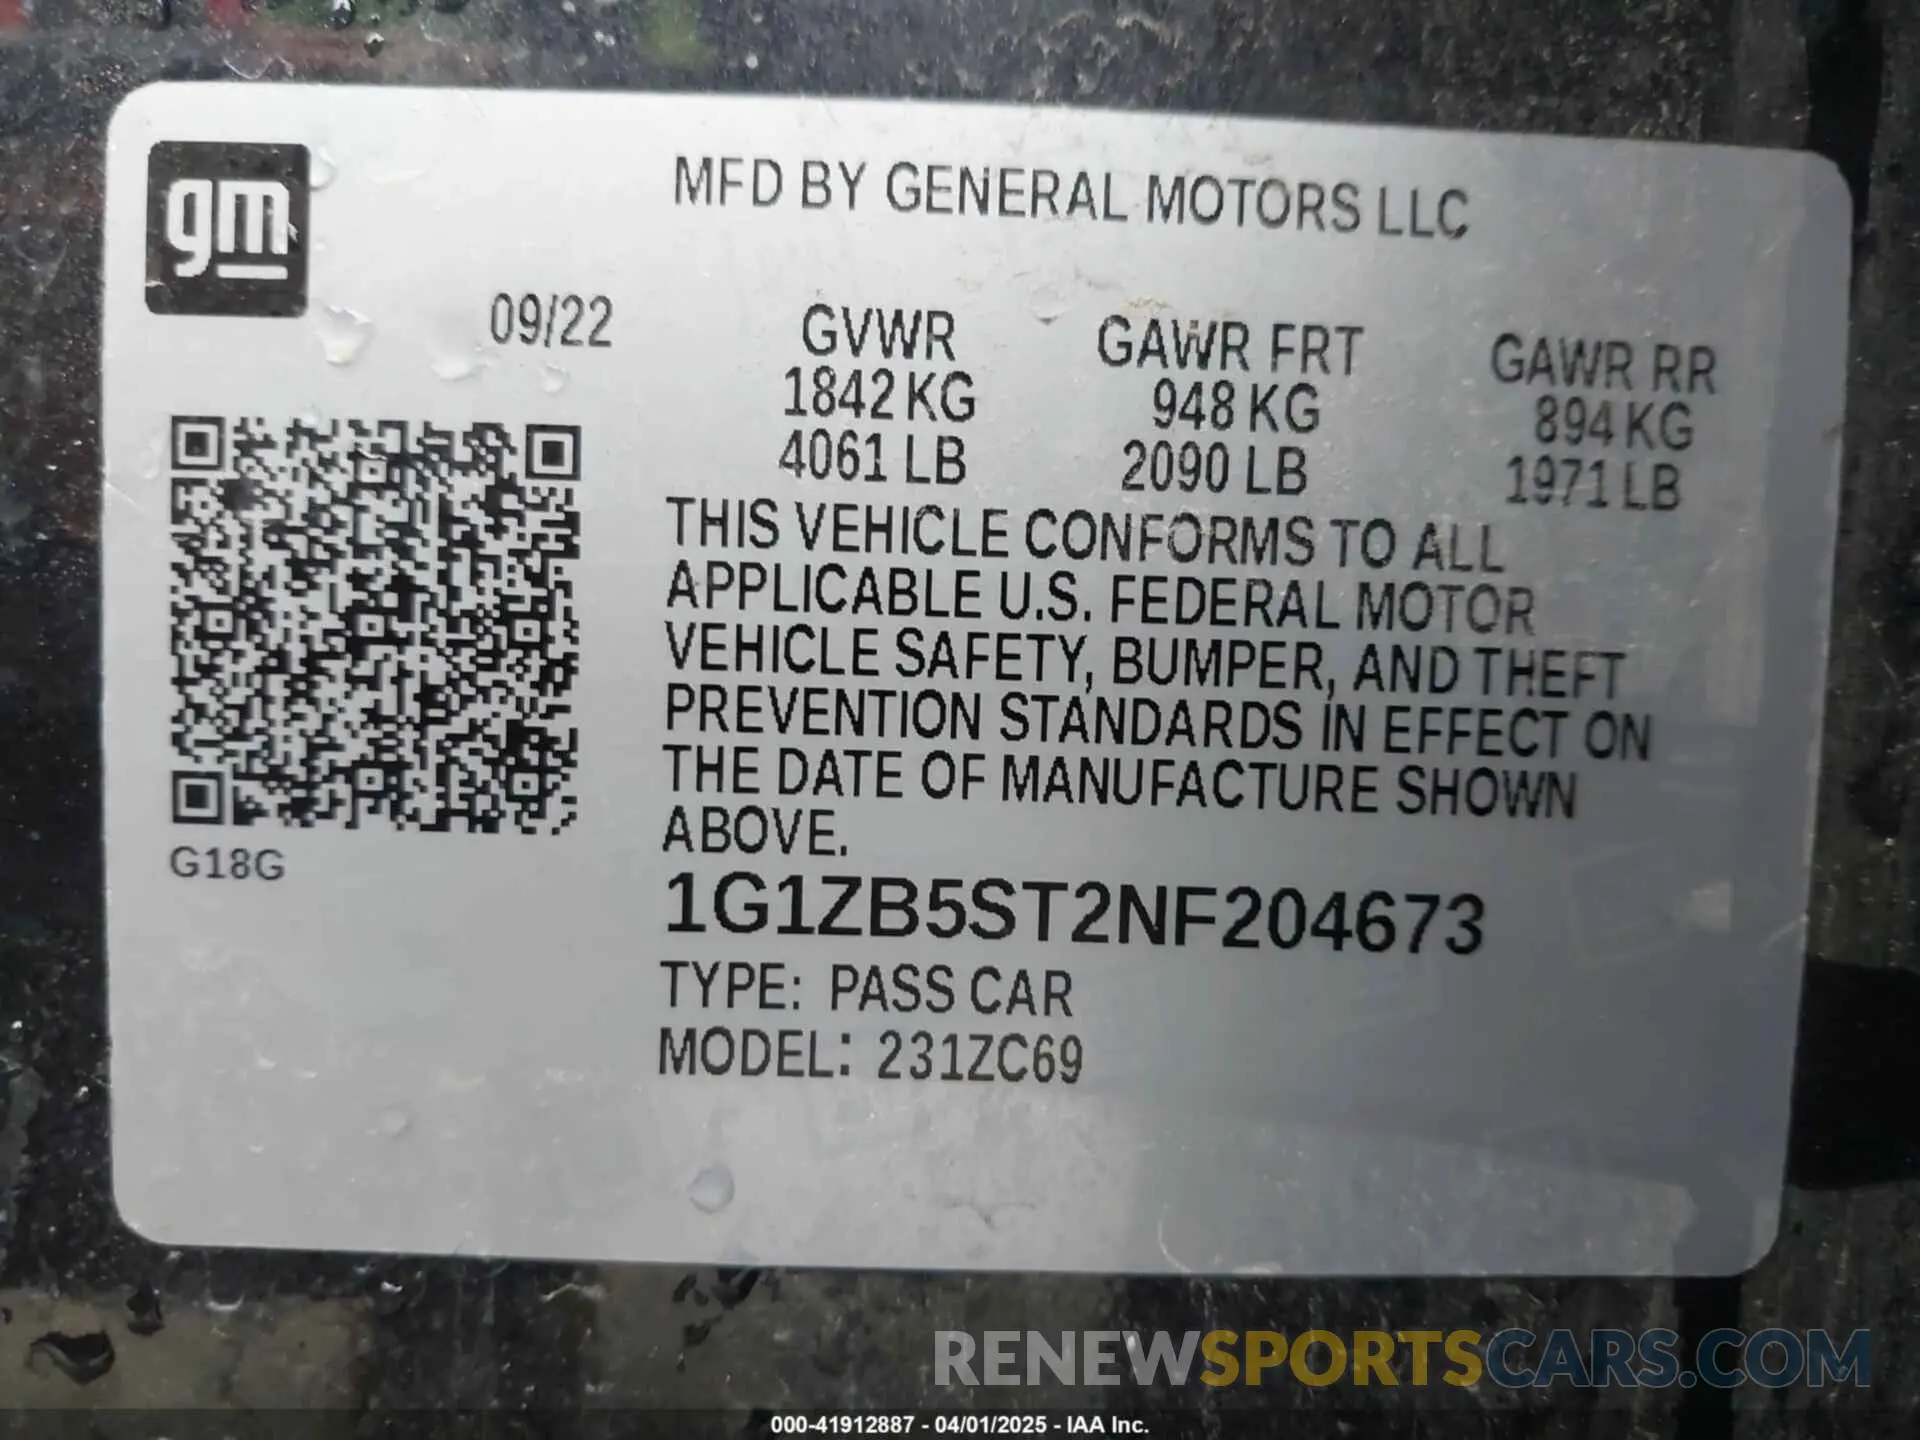 gm
MFD BY GENERAL MOTORS LLC
09/22
GVWR GAWR FRT GAWR RR
1842 KG 948 KG 894 KG
4061 LB 2090 LB 1971 LB
THIS VEHICLE CONFORMS TO ALL
APPLICABLE U.S. FEDERAL MOTOR
VEHICLE SAFETY, BUMPER, AND THEFT
PREVENTION STANDARDS IN EFFECT ON
THE DATE OF MANUFACTURE SHOWN
ABOVE.
G18G
1G1ZB5ST2NF204673
TYPE: PASS CAR
MODEL: 231ZC69
RENEWSPORTSCARS.COM
000-41912887 - 04/01/2025 - IAA Inc.